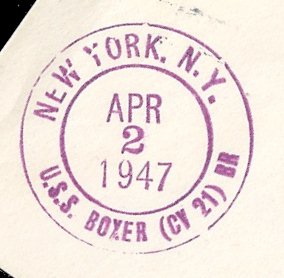 NEW YORK, N.Y.
APR
2
1947
U.S.S. BOXER (CV 21) BR